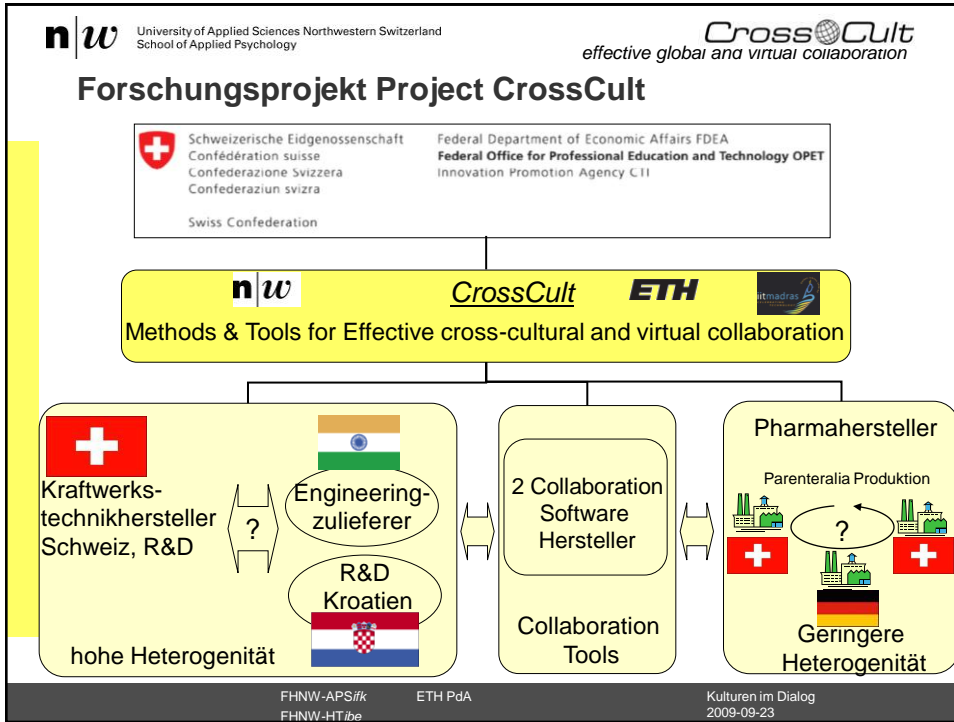 n|w University of Applied Sciences Northwestern Switzerland
School of Applied Psychology
Cross Cult
effective global and virtual collaboration
Forschungsprojekt Project CrossCult
Schweizerische Eidgenossenschaft
Confédération suisse
Confederazione Svizzera
Confederaziun svizra
Swiss Confederation
Federal Department of Economic Affairs FDEA
Federal Office for Professional Education and Technology OPET
Innovation Promotion Agency CTI
n|w CrossCult ETH iitmadras
Methods & Tools for Effective cross-cultural and virtual collaboration
Kraftwerks-
technikhersteller
Schweiz, R&D
?
Engineering-
zulieferer
R&D
Kroatien
hohe Heterogenität
2 Collaboration
Software
Hersteller
Collaboration
Tools
Pharmahersteller
Parenteralia Produktion
?
Geringere
Heterogenität
FHNW-APSifk ETH PdA
FHNW-HTibe
Kulturen im Dialog
2009-09-23